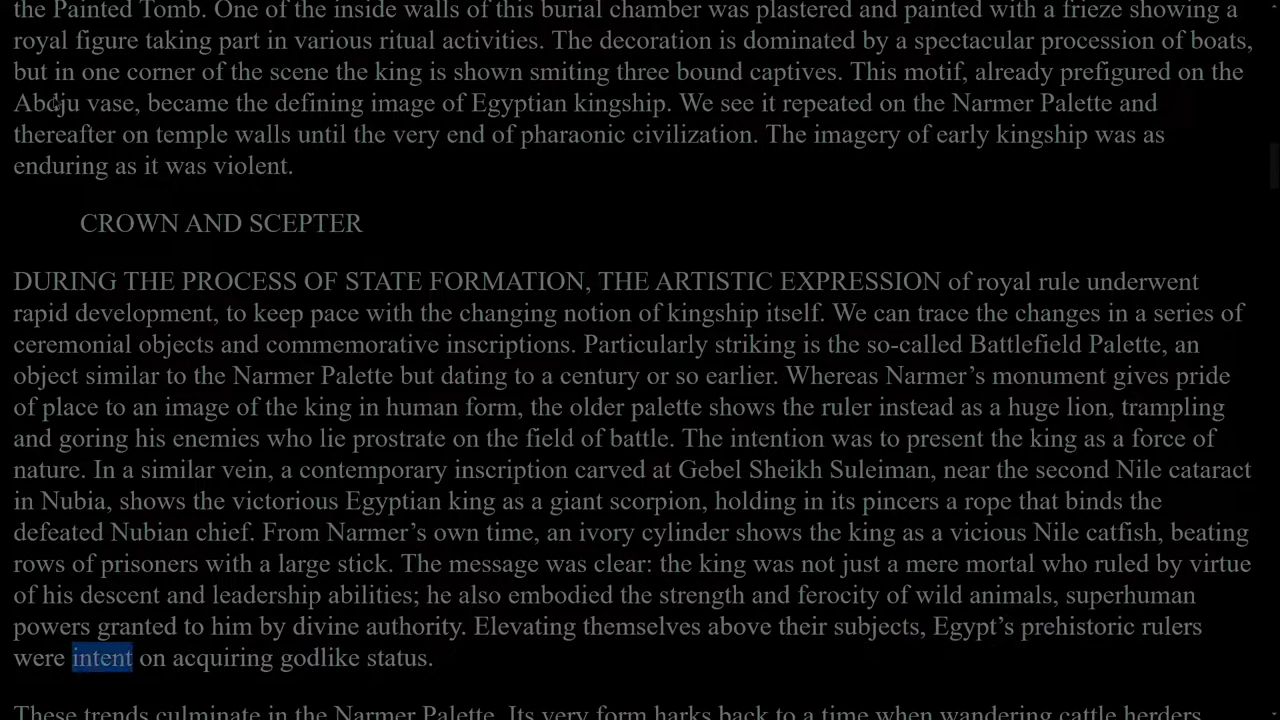 the Painted Tomb. One of the inside walls of this burial chamber was plastered and painted with a frieze showing a
royal figure taking part in various ritual activities. The decoration is dominated by a spectacular procession of boats,
but in one corner of the scene the king is shown smiting three bound captives. This motif, already prefigured on the
Abdju vase, became the defining image of Egyptian kingship. We see it repeated on the Narmer Palette and
thereafter on temple walls until the very end of pharaonic civilization. The imagery of early kingship was as
enduring as it was violent.
CROWN AND SCEPTER
DURING THE PROCESS OF STATE FORMATION, THE ARTISTIC EXPRESSION of royal rule underwent
rapid development, to keep pace with the changing notion of kingship itself. We can trace the changes in a series of
ceremonial objects and commemorative inscriptions. Particularly striking is the so-called Battlefield Palette, an
object similar to the Narmer Palette but dating to a century or so earlier. Whereas Narmer’s monument gives pride
of place to an image of the king in human form, the older palette shows the ruler instead as a huge lion, trampling
and goring his enemies who lie prostrate on the field of battle. The intention was to present the king as a force of
nature. In a similar vein, a contemporary inscription carved at Gebel Sheikh Suleiman, near the second Nile cataract
in Nubia, shows the victorious Egyptian king as a giant scorpion, holding in its pincers a rope that binds the
defeated Nubian chief. From Narmer’s own time, an ivory cylinder shows the king as a vicious Nile catfish, beating
rows of prisoners with a large stick. The message was clear: the king was not just a mere mortal who ruled by virtue
of his descent and leadership abilities; he also embodied the strength and ferocity of wild animals, superhuman
powers granted to him by divine authority. Elevating themselves above their subjects, Egypt’s prehistoric rulers
were intent on acquiring godlike status.
These trends culminate in the Narmer Palette. Its very form harks back to a time when wandering cattle herders